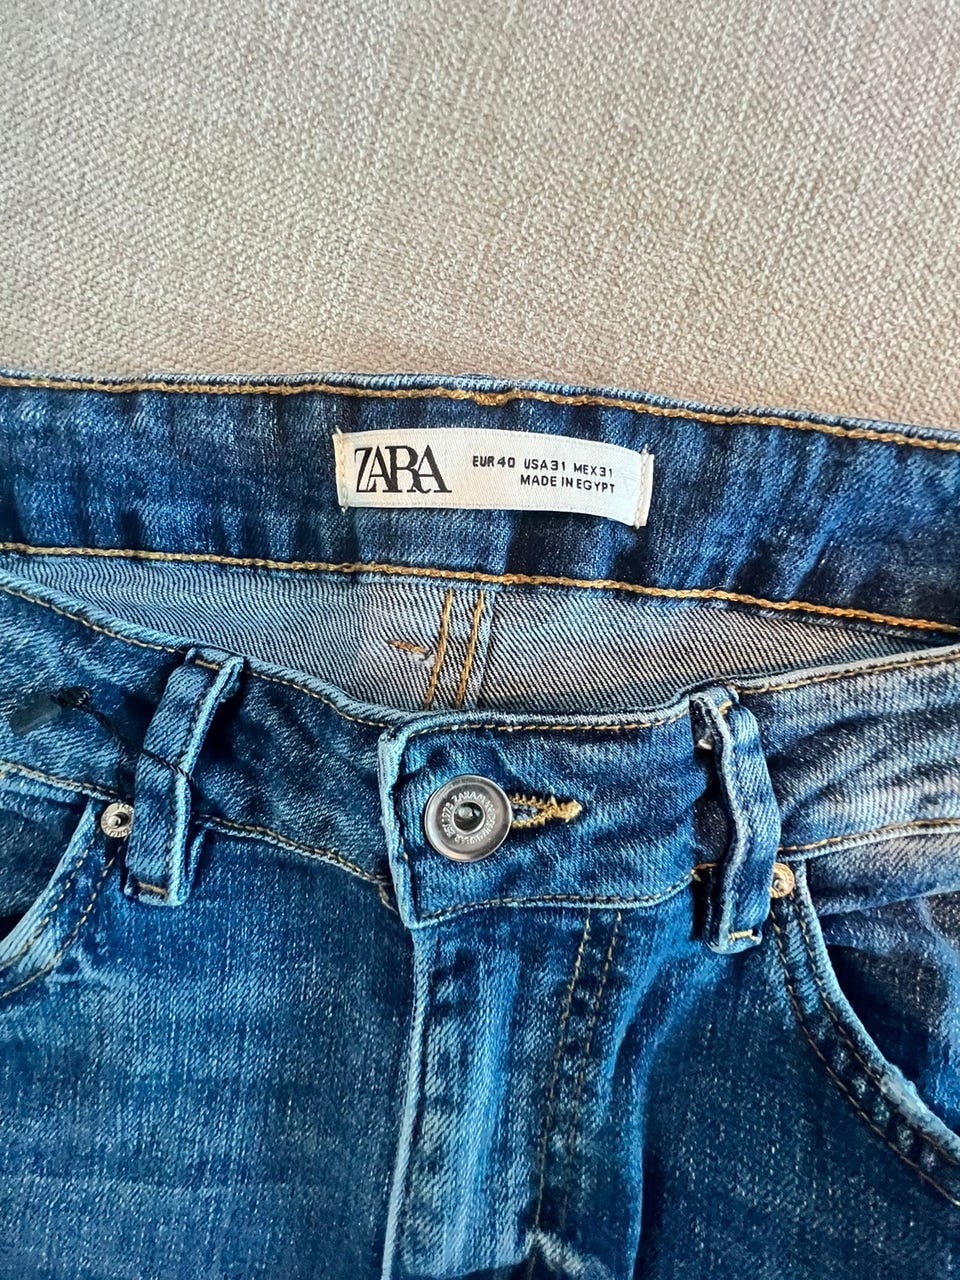 ZARA
EUR 40 USA 31 MEX 31
MADE IN EGYPT